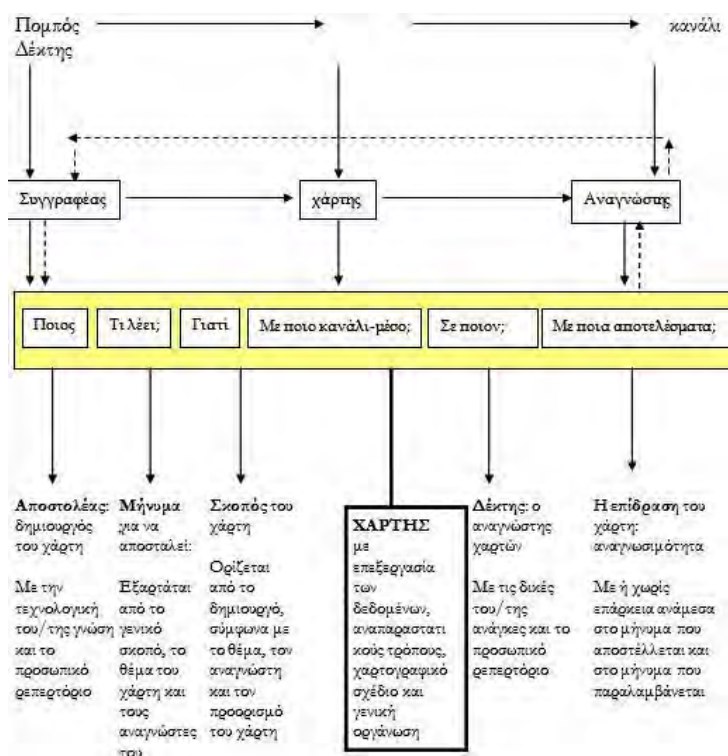 Πομπός
κανάλι
Δέκτης
Συγγραφέας
χάρτης
Αναγνώστης
Ποιος
Τι λέει;
Γιατί
Με ποιο κανάλι-μέσο;
Σε ποιον;
Με ποια αποτελέσματα;
Αποστολέας:
δημιουργός
του χάρτη
Με την
τεχνολογική
του/της γνώση
και το
προσωπικό
ρεπερτόριο
Μήνυμα
για να
αποσταλεί:
Εξαρτάται
από το
γενικό
σκοπό, το
θέμα του
χάρτη και
τους
αναγνώστες
του
Σκοπός του
χάρτη
Ορίζεται
από το
δημιουργό,
σύμφωνα με
το θέμα, τον
αναγνώστη
και τον
προορισμό
του χάρτη
ΧΑΡΤΗΣ
με
επεξεργασία
των
δεδομένων,
αναπαραστατι
κούς τρόπους,
χαρτογραφικό
σχέδιο και
γενική
οργάνωση
Δέκτης: ο
αναγνώστης
χαρτών
Με τις δικές
του/της
ανάγκες και το
προσωπικό
ρεπερτόριο
Η επίδραση του
χάρτη:
αναγνωσιμότητα
Με ή χωρίς
επάρκεια ανάμεσα
στο μήνυμα που
αποστέλλεται και
στο μήνυμα που
παραλαμβάνεται